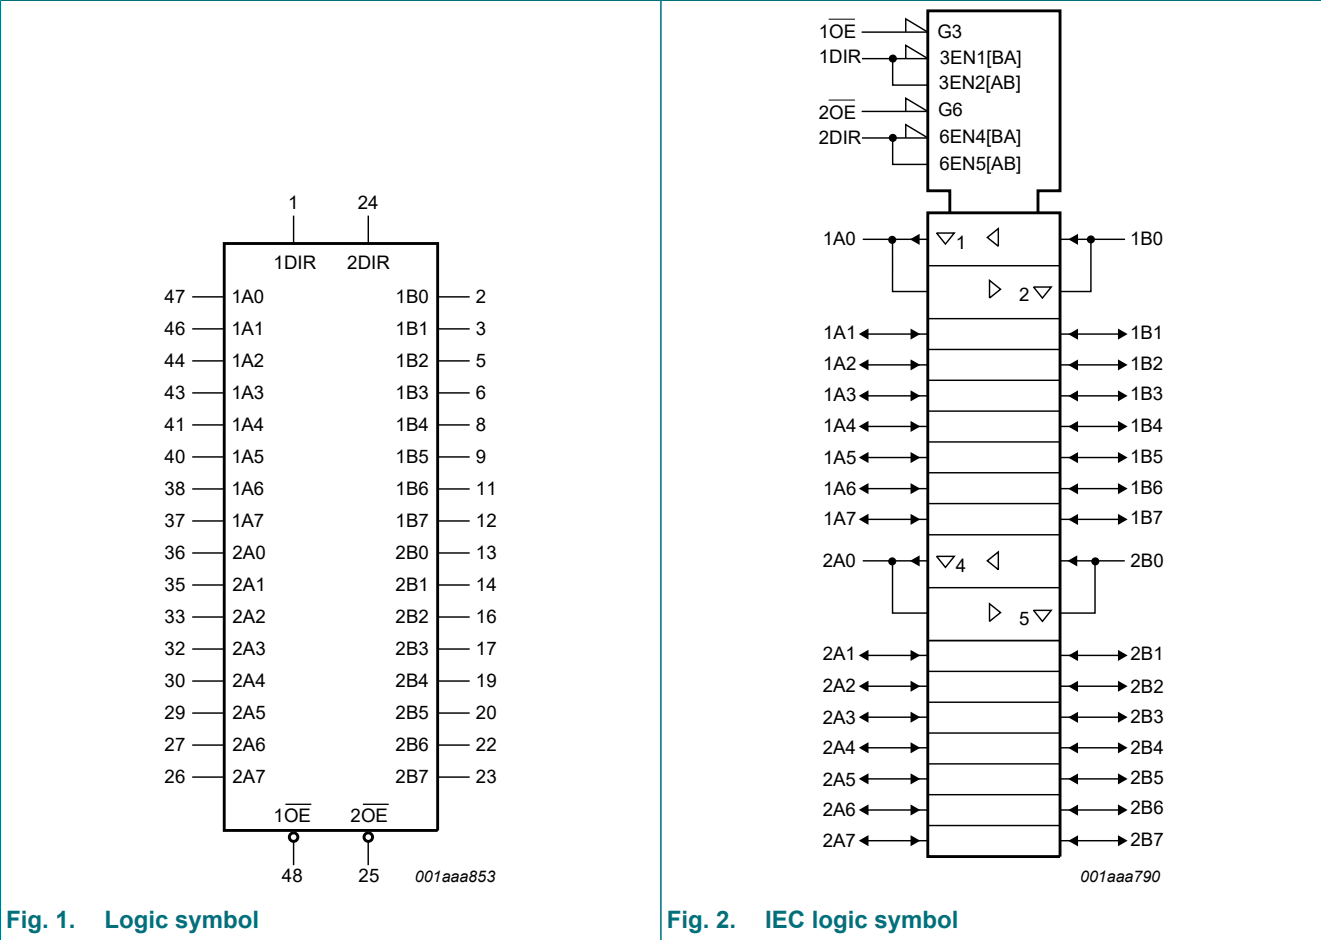 1 24
1DIR 2DIR
47 1A0 1B0 2
46 1A1 1B1 3
44 1A2 1B2 5
43 1A3 1B3 6
41 1A4 1B4 8
40 1A5 1B5 9
38 1A6 1B6 11
37 1A7 1B7 12
36 2A0 2B0 13
35 2A1 2B1 14
33 2A2 2B2 16
32 2A3 2B3 17
30 2A4 2B4 19
29 2A5 2B5 20
27 2A6 2B6 22
26 2A7 2B7 23
1O̅E̅ 2O̅E̅
48 25 001aaa853
Fig. 1. Logic symbol
1O̅E̅ G3
1DIR 3EN1[BA]
3EN2[AB]
2O̅E̅ G6
2DIR 6EN4[BA]
6EN5[AB]
1A0 1 1B0
2
1A1 1B1
1A2 1B2
1A3 1B3
1A4 1B4
1A5 1B5
1A6 1B6
1A7 1B7
2A0 4 2B0
5
2A1 2B1
2A2 2B2
2A3 2B3
2A4 2B4
2A5 2B5
2A6 2B6
2A7 2B7
001aaa790
Fig. 2. IEC logic symbol